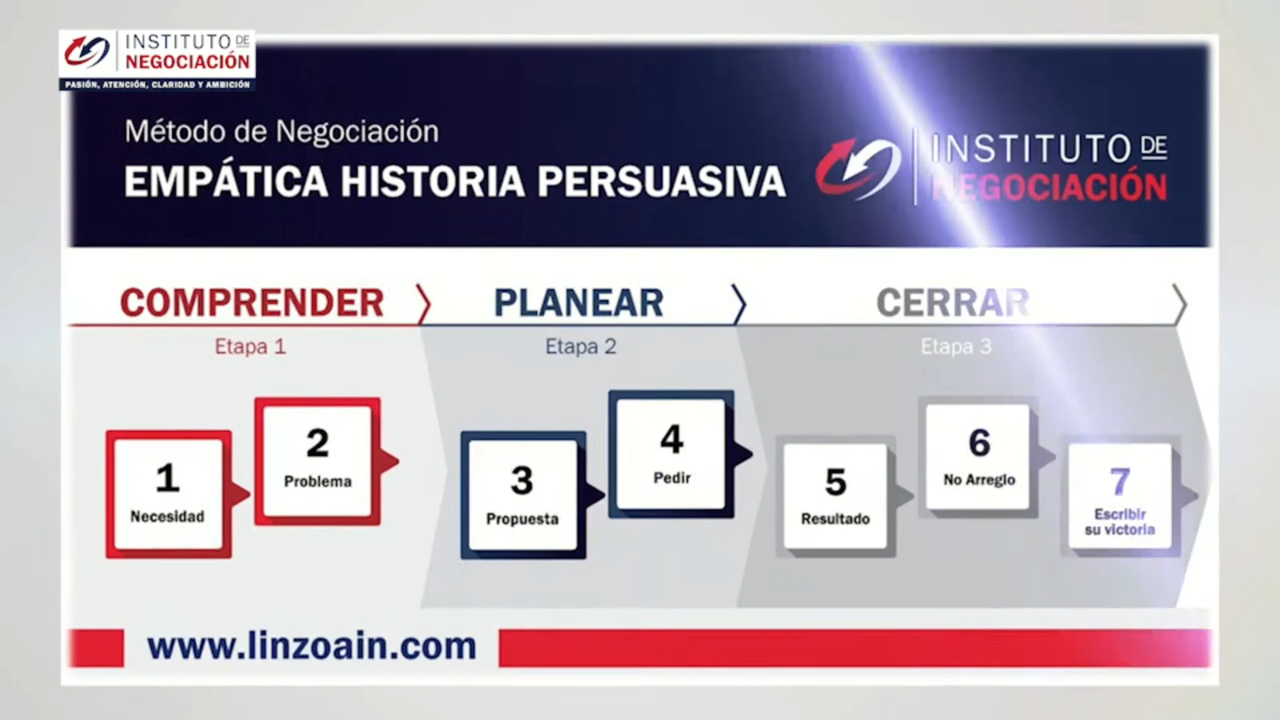 INSTITUTO DE
NEGOCIACIÓN
PASIÓN, ATENCIÓN, CLARIDAD Y AMBICIÓN
Método de Negociación
EMPÁTICA HISTORIA PERSUASIVA
INSTITUTO DE
NEGOCIACIÓN
COMPRENDER
PLANEAR
CERRAR
Etapa 1
Etapa 2
Etapa 3
1
Necesidad
2
Problema
3
Propuesta
4
Pedir
5
Resultado
6
No Arreglo
7
Escribir
su victoria
www.linzoain.com